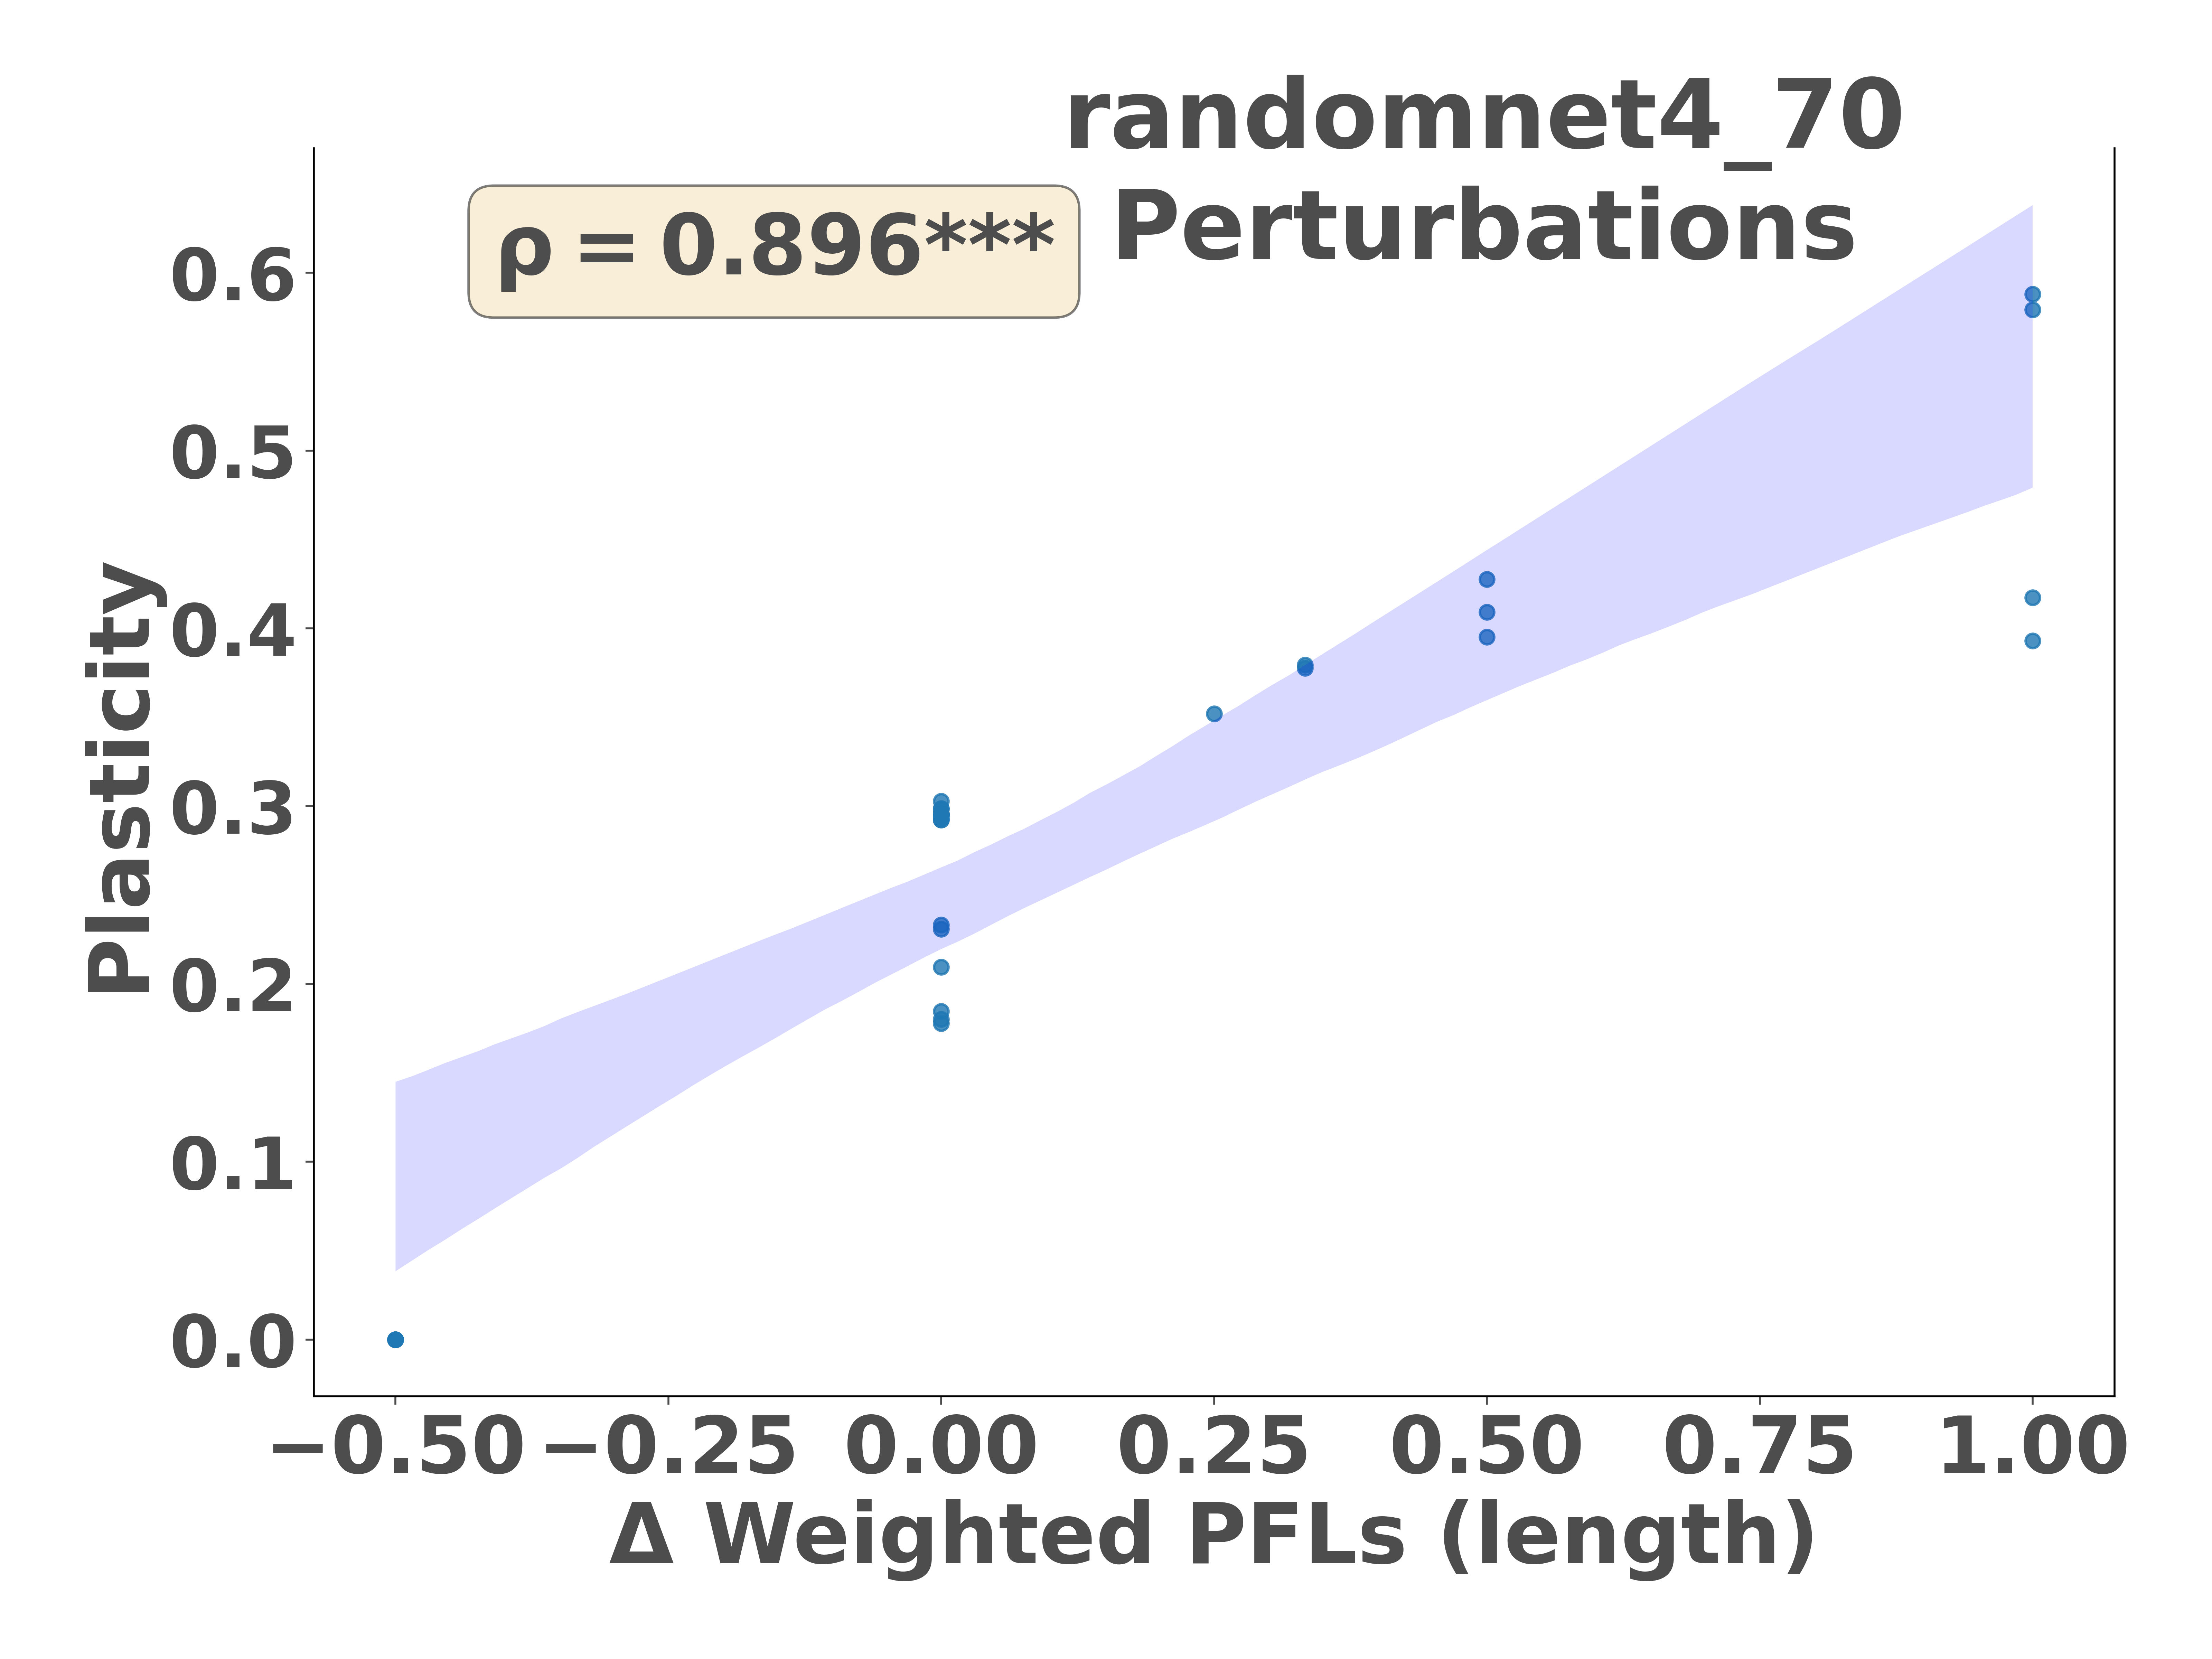 randomnet4_70
Perturbations
ρ = 0.896***
Plasticity
0.6
0.5
0.4
0.3
0.2
0.1
0.0
−0.50 −0.25 0.00 0.25 0.50 0.75 1.00
Δ Weighted PFLs (length)